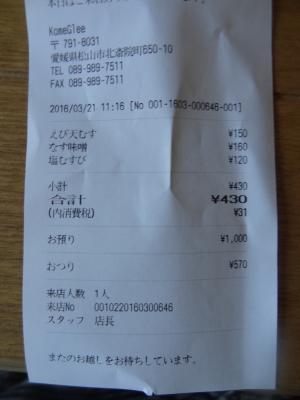 KomeGlee
〒 791-8031
愛媛県松山市北斎院町650-10
TEL 089-989-7511
FAX 089-989-7511
2016/03/21 11:16 [No 001-1603-000646-001]
えび天むす ¥150
なす味噌 ¥160
塩むすび ¥120
小計 ¥430
合計 ¥430
(内消費税) ¥31
お預り ¥1,000
おつり ¥570
来店人数 1人
来店No 0010220160300646
スタッフ 店長
またのお越しをお待ちしています。